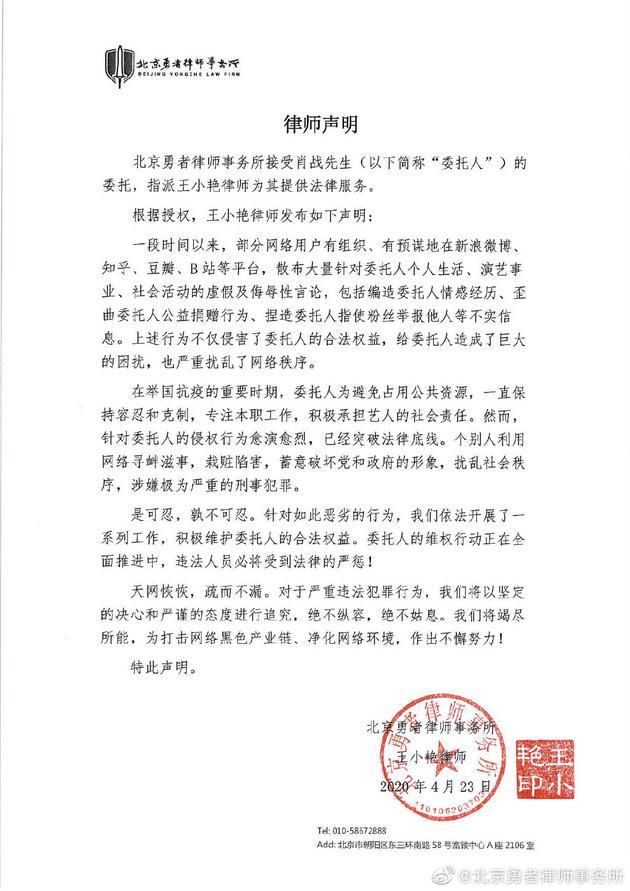 北京勇者律师事务所
BEIJING YONGZHE LAW FIRM
律师声明
北京勇者律师事务所接受肖战先生（以下简称“委托人”）的
委托，指派王小艳律师为其提供法律服务。
根据授权，王小艳律师发布如下声明：
一段时间以来，部分网络用户有组织、有预谋地在新浪微博、
知乎、豆瓣、B站等平台，散布大量针对委托人个人生活、演艺事
业、社会活动的虚假及侮辱性言论，包括编造委托人情感经历、歪
曲委托人公益捐赠行为、捏造委托人指使粉丝举报他人等不实信
息。上述行为不仅侵害了委托人的合法权益，给委托人造成了巨大
的困扰，也严重扰乱了网络秩序。
在举国抗疫的重要时期，委托人为避免占用公共资源，一直保
持容忍和克制，专注本职工作，积极承担艺人的社会责任。然而，
针对委托人的侵权行为愈演愈烈，已经突破法律底线。个别人利用
网络寻衅滋事，栽赃陷害，蓄意破坏党和政府的形象，扰乱社会秩
序，涉嫌极为严重的刑事犯罪。
是可忍，孰不可忍。针对如此恶劣的行为，我们依法开展了一
系列工作，积极维护委托人的合法权益。委托人的维权行动正在全
面推进中，违法人员必将受到法律的严惩！
天网恢恢，疏而不漏。对于严重违法犯罪行为，我们将以坚定
的决心和严谨的态度进行追究，绝不纵容，绝不姑息。我们将竭尽
所能，为打击网络黑色产业链、净化网络环境，作出不懈努力！
特此声明。
北京勇者律师事务所
王小艳律师
2020年4月23日
北京勇者律师事务所
110105203703
王小艳印
Tel: 010-58672888
Add: 北京市朝阳区东三环南路58号富顿中心A座2106室
@北京勇者律师事务所